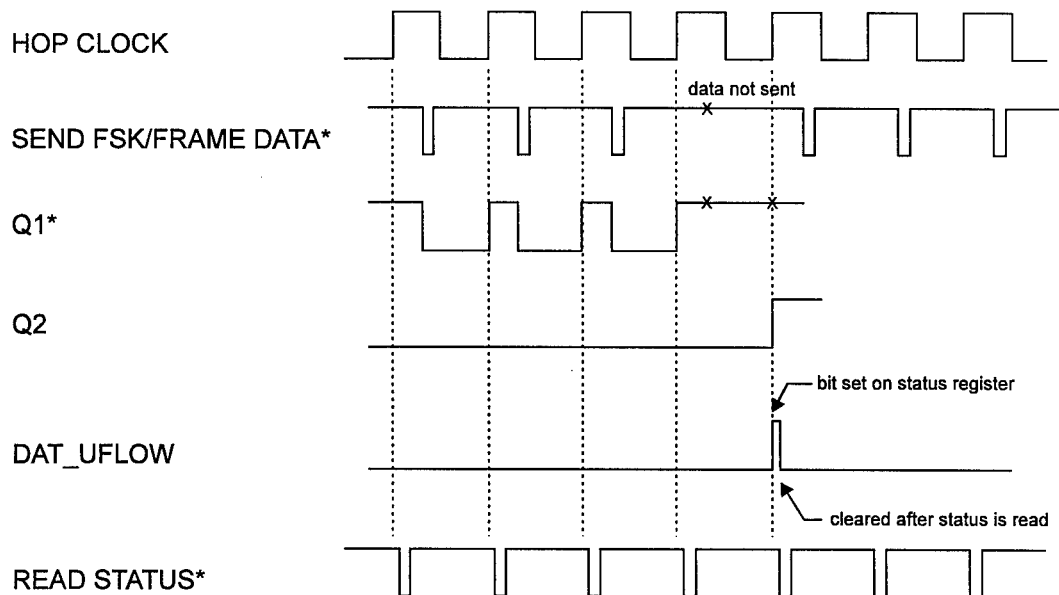 HOP CLOCK
data not sent
x
SEND FSK/FRAME DATA*
x x
Q1*
Q2
bit set on status register
DAT_UFLOW
cleared after status is read
READ STATUS*